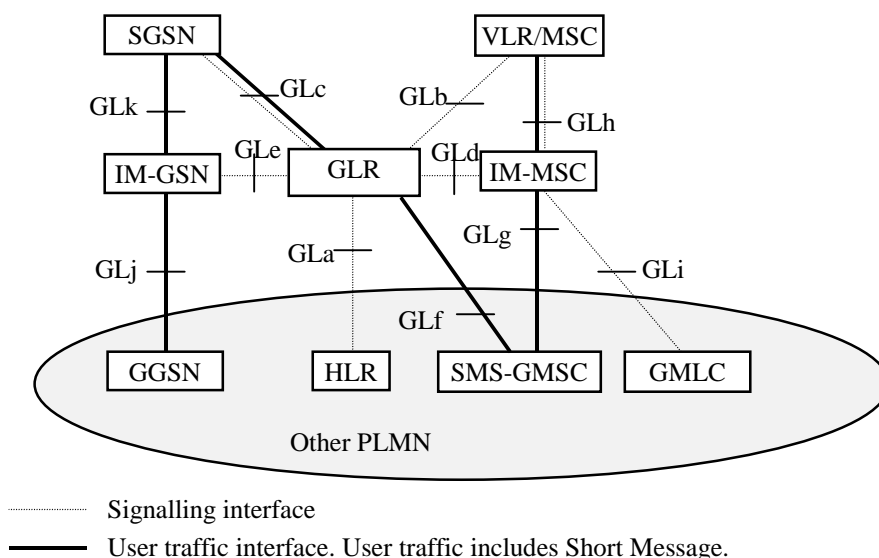 SGSN
VLR/MSC
GLc
GLb
GLk
GLh
GLe
GLd
IM-GSN
GLR
IM-MSC
GLa
GLg
GLj
GLi
GLf
GGSN
HLR
SMS-GMSC
GMLC
Other PLMN
Signalling interface
User traffic interface. User traffic includes Short Message.